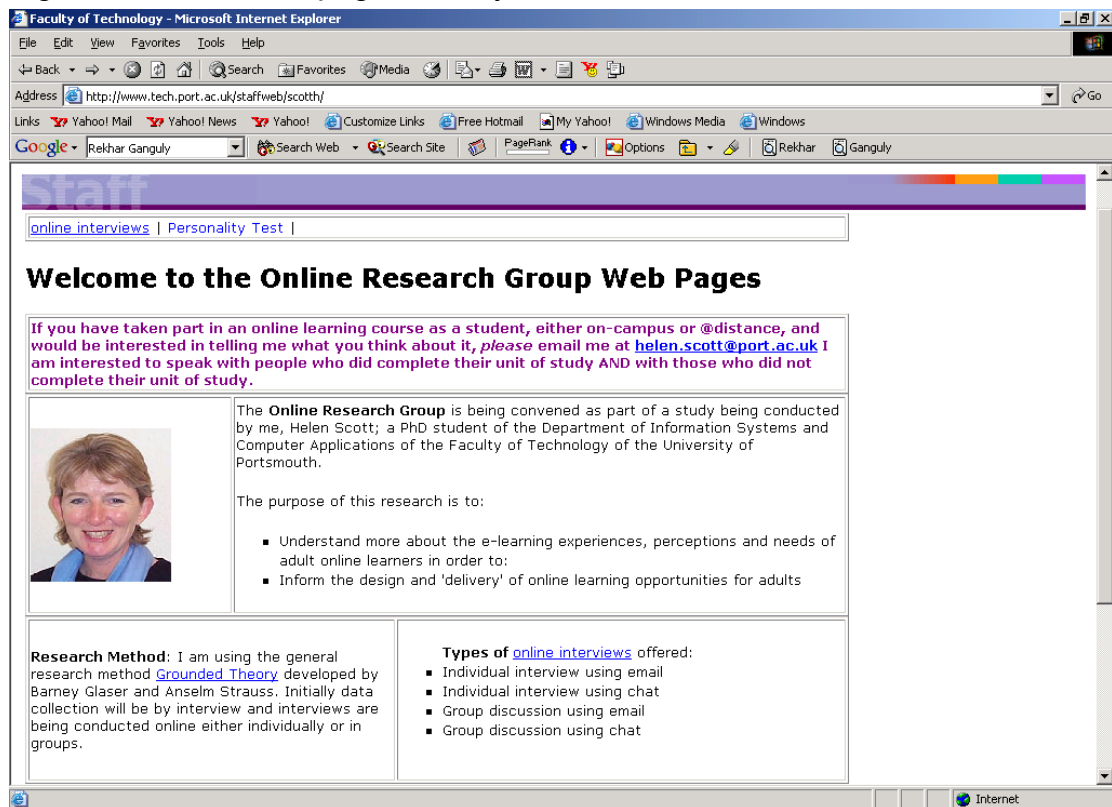 Faculty of Technology - Microsoft Internet Explorer
File Edit View Favorites Tools Help
Back Search Favorites Media
Address http://www.tech.port.ac.uk/staffweb/scotth/ Go
Links Yahoo! Mail Yahoo! News Yahoo! Customize Links Free Hotmail My Yahoo! Windows Media Windows
Google Rekhar Ganguly Search Web Search Site PageRank Options Rekhar Ganguly
Staff
online interviews | Personality Test |
Welcome to the Online Research Group Web Pages
If you have taken part in an online learning course as a student, either on-campus or @distance, and
would be interested in telling me what you think about it, please email me at helen.scott@port.ac.uk I
am interested to speak with people who did complete their unit of study AND with those who did not
complete their unit of study.
The Online Research Group is being convened as part of a study being conducted
by me, Helen Scott; a PhD student of the Department of Information Systems and
Computer Applications of the Faculty of Technology of the University of
Portsmouth.
The purpose of this research is to:
▪ Understand more about the e-learning experiences, perceptions and needs of
adult online learners in order to:
▪ Inform the design and 'delivery' of online learning opportunities for adults
Research Method: I am using the general
research method Grounded Theory developed by
Barney Glaser and Anselm Strauss. Initially data
collection will be by interview and interviews are
being conducted online either individually or in
groups.
Types of online interviews offered:
▪ Individual interview using email
▪ Individual interview using chat
▪ Group discussion using email
▪ Group discussion using chat
Internet